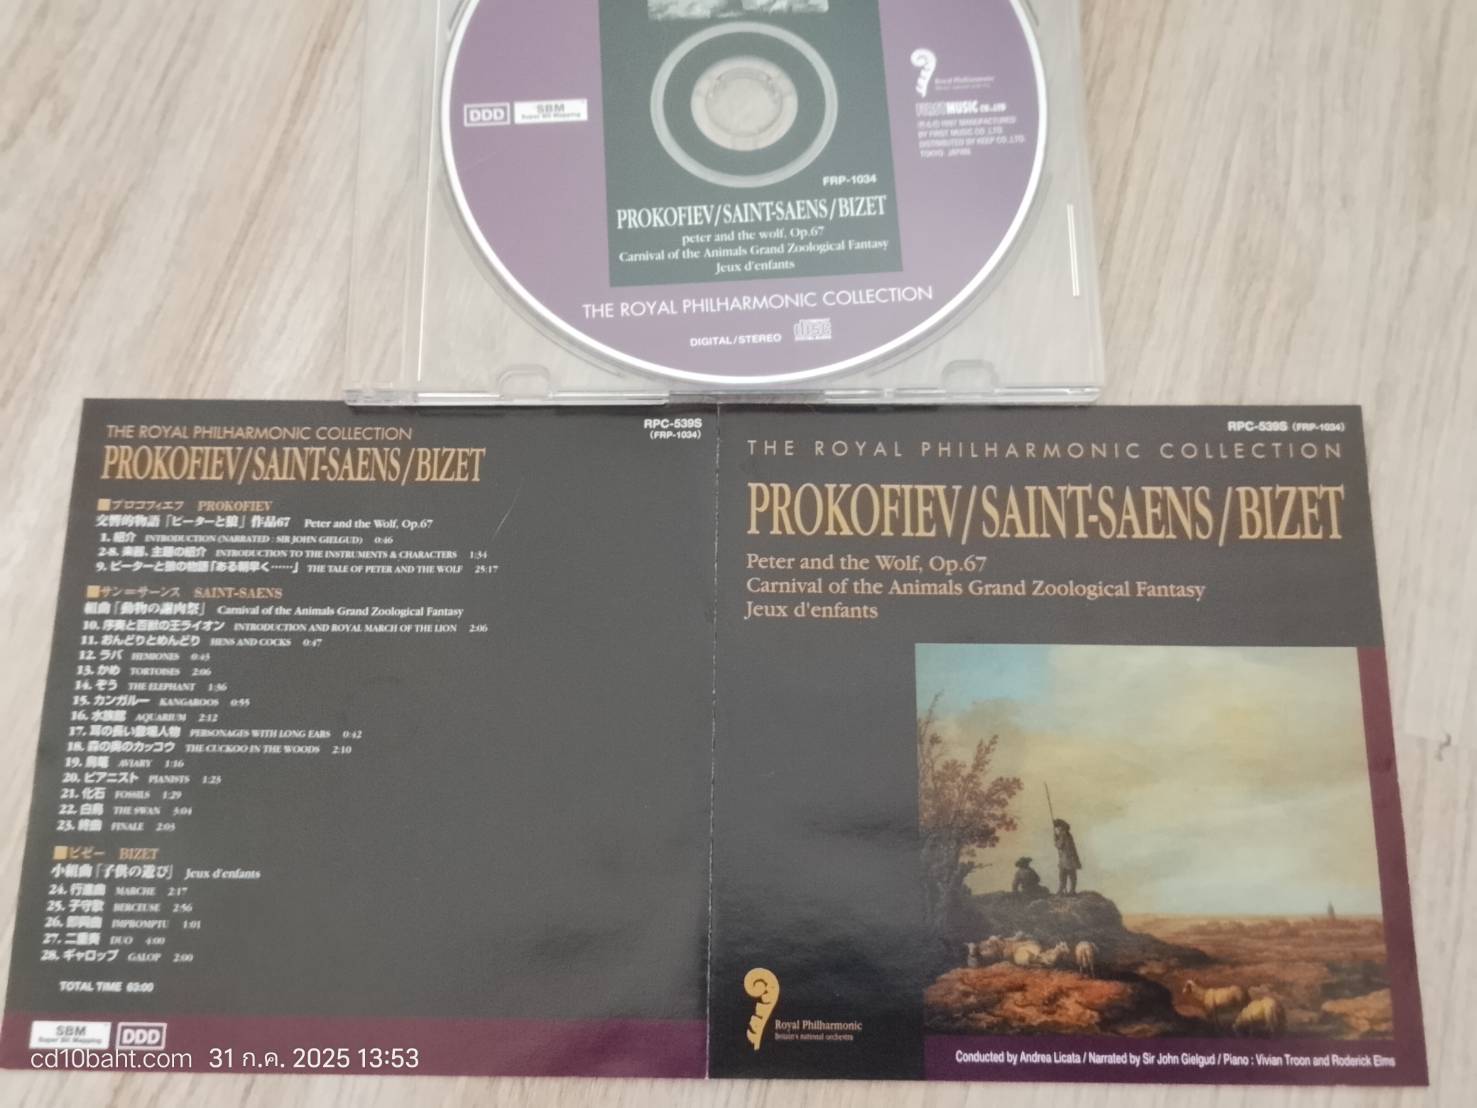 DDD
SBM
Super Bit Mapping
Royal Philharmonic
FIRST MUSIC CO.,LTD
℗&© 1997 MANUFACTURED
BY FIRST MUSIC CO.,LTD.
DISTRIBUTED BY KEEP CO.,LTD.
TOKYO JAPAN
FRP-1034
PROKOFIEV/SAINT-SAENS/BIZET
peter and the wolf, Op.67
Carnival of the Animals Grand Zoological Fantasy
Jeux d'enfants
THE ROYAL PHILHARMONIC COLLECTION
DIGITAL/STEREO
disc
THE ROYAL PHILHARMONIC COLLECTION
RPC-539S
(FRP-1034)
PROKOFIEV/SAINT-SAENS/BIZET
■プロコフィエフ PROKOFIEV
交響的物語「ピーターと狼」作品67 Peter and the Wolf, Op.67
1. 紹介 INTRODUCTION (NARRATED : SIR JOHN GIELGUD) 0:46
2-8. 楽器、主題の紹介 INTRODUCTION TO THE INSTRUMENTS & CHARACTERS 1:34
9. ピーターと狼の物語「ある朝早く……」 THE TALE OF PETER AND THE WOLF 25:17
■サン=サーンス SAINT-SAENS
組曲「動物の謝肉祭」 Carnival of the Animals Grand Zoological Fantasy
10. 序奏と百獣の王ライオン INTRODUCTION AND ROYAL MARCH OF THE LION 2:06
11. おんどりとめんどり HENS AND COCKS 0:47
12. ラバ HEMIONES 0:43
13. かめ TORTOISES 2:06
14. ぞう THE ELEPHANT 1:36
15. カンガルー KANGAROOS 0:55
16. 水族館 AQUARIUM 2:12
17. 耳の長い登場人物 PERSONAGES WITH LONG EARS 0:42
18. 森の奥のカッコウ THE CUCKOO IN THE WOODS 2:10
19. 鳥籠 AVIARY 1:16
20. ピアニスト PIANISTS 1:23
21. 化石 FOSSILS 1:29
22. 白鳥 THE SWAN 3:04
23. 終曲 FINALE 2:03
■ビゼー BIZET
小組曲「子供の遊び」 Jeux d'enfants
24. 行進曲 MARCHE 2:17
25. 子守歌 BERCEUSE 2:56
26. 即興曲 IMPROMPTU 1:01
27. 二重奏 DUO 4:00
28. ギャロップ GALOP 2:00
TOTAL TIME 63:00
SBM
Super Bit Mapping
DDD
cd10baht.com 31 ก.ค. 2025 13:53
RPC-539S (FRP-1034)
THE ROYAL PHILHARMONIC COLLECTION
PROKOFIEV/SAINT-SAENS/BIZET
Peter and the Wolf, Op.67
Carnival of the Animals Grand Zoological Fantasy
Jeux d'enfants
Royal Philharmonic
Britain's national orchestra
Conducted by Andrea Licata / Narrated by Sir John Gielgud / Piano : Vivian Troon and Roderick Elms